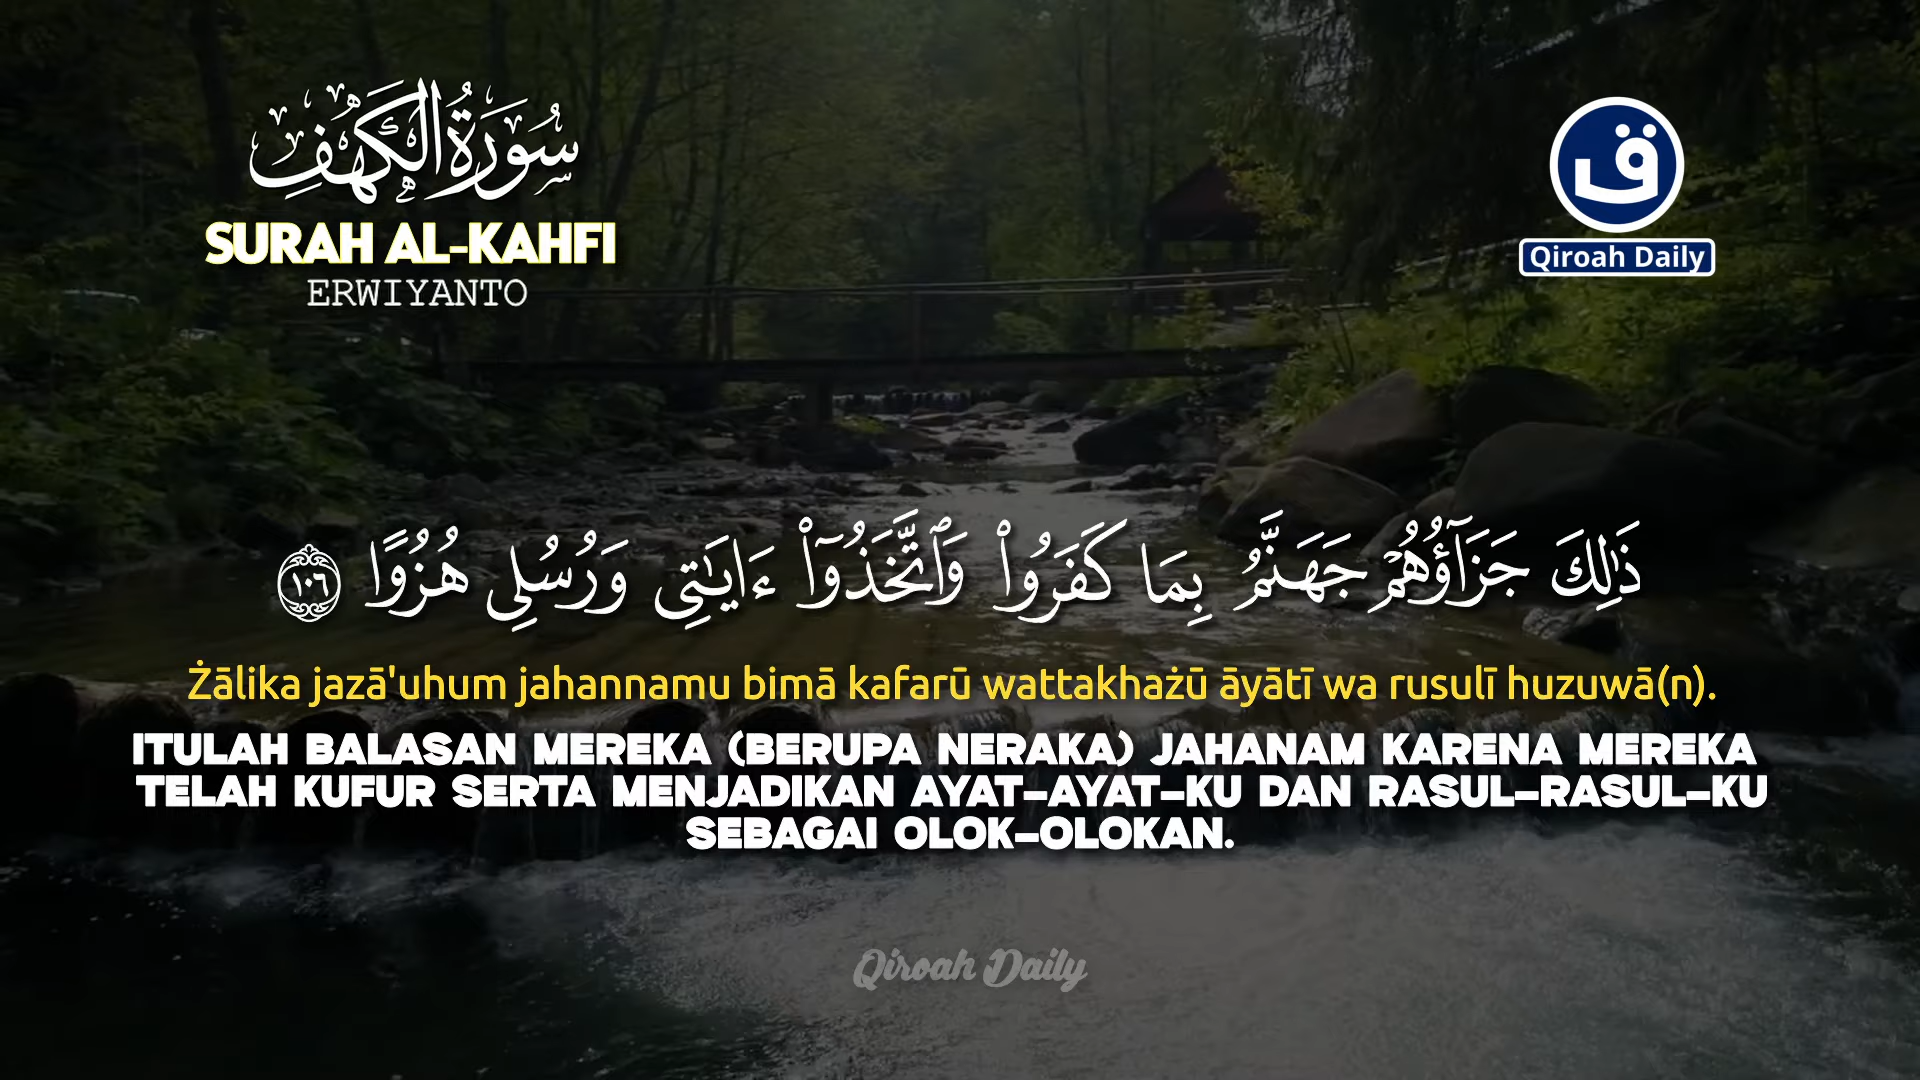 سُورَةُ الْكَهْفِ
SURAH AL-KAHFI
ERWIYANTO
ق
Qiroah Daily
ذَٰلِكَ جَزَآؤُهُمْ جَهَنَّمُ بِمَا كَفَرُوا۟ وَٱتَّخَذُوٓا۟ ءَايَـٰتِى وَرُسُلِى هُزُوًا ١٠٦
Żālika jazā'uhum jahannamu bimā kafarū wattakhażū āyātī wa rusulī huzuwā(n).
ITULAH BALASAN MEREKA (BERUPA NERAKA) JAHANAM KARENA MEREKA
TELAH KUFUR SERTA MENJADIKAN AYAT-AYAT-KU DAN RASUL-RASUL-KU
SEBAGAI OLOK-OLOKAN.
Qiroah Daily